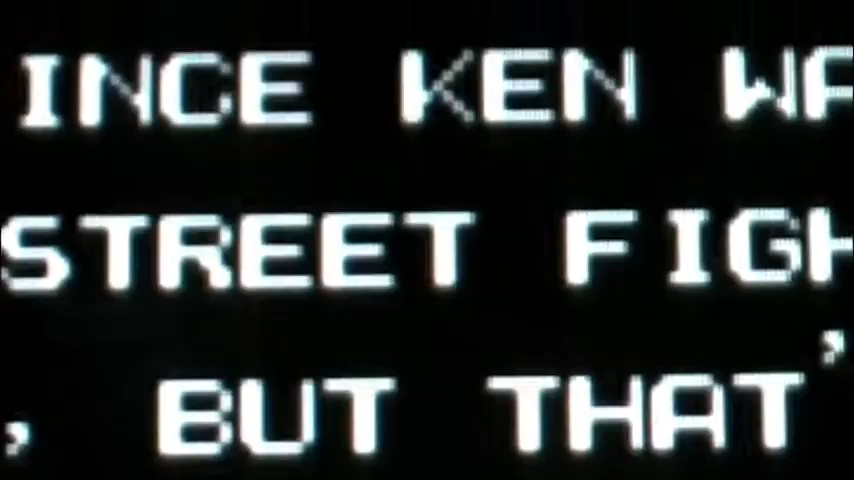 INCE KEN WA
STREET FIGH
, BUT THAT'